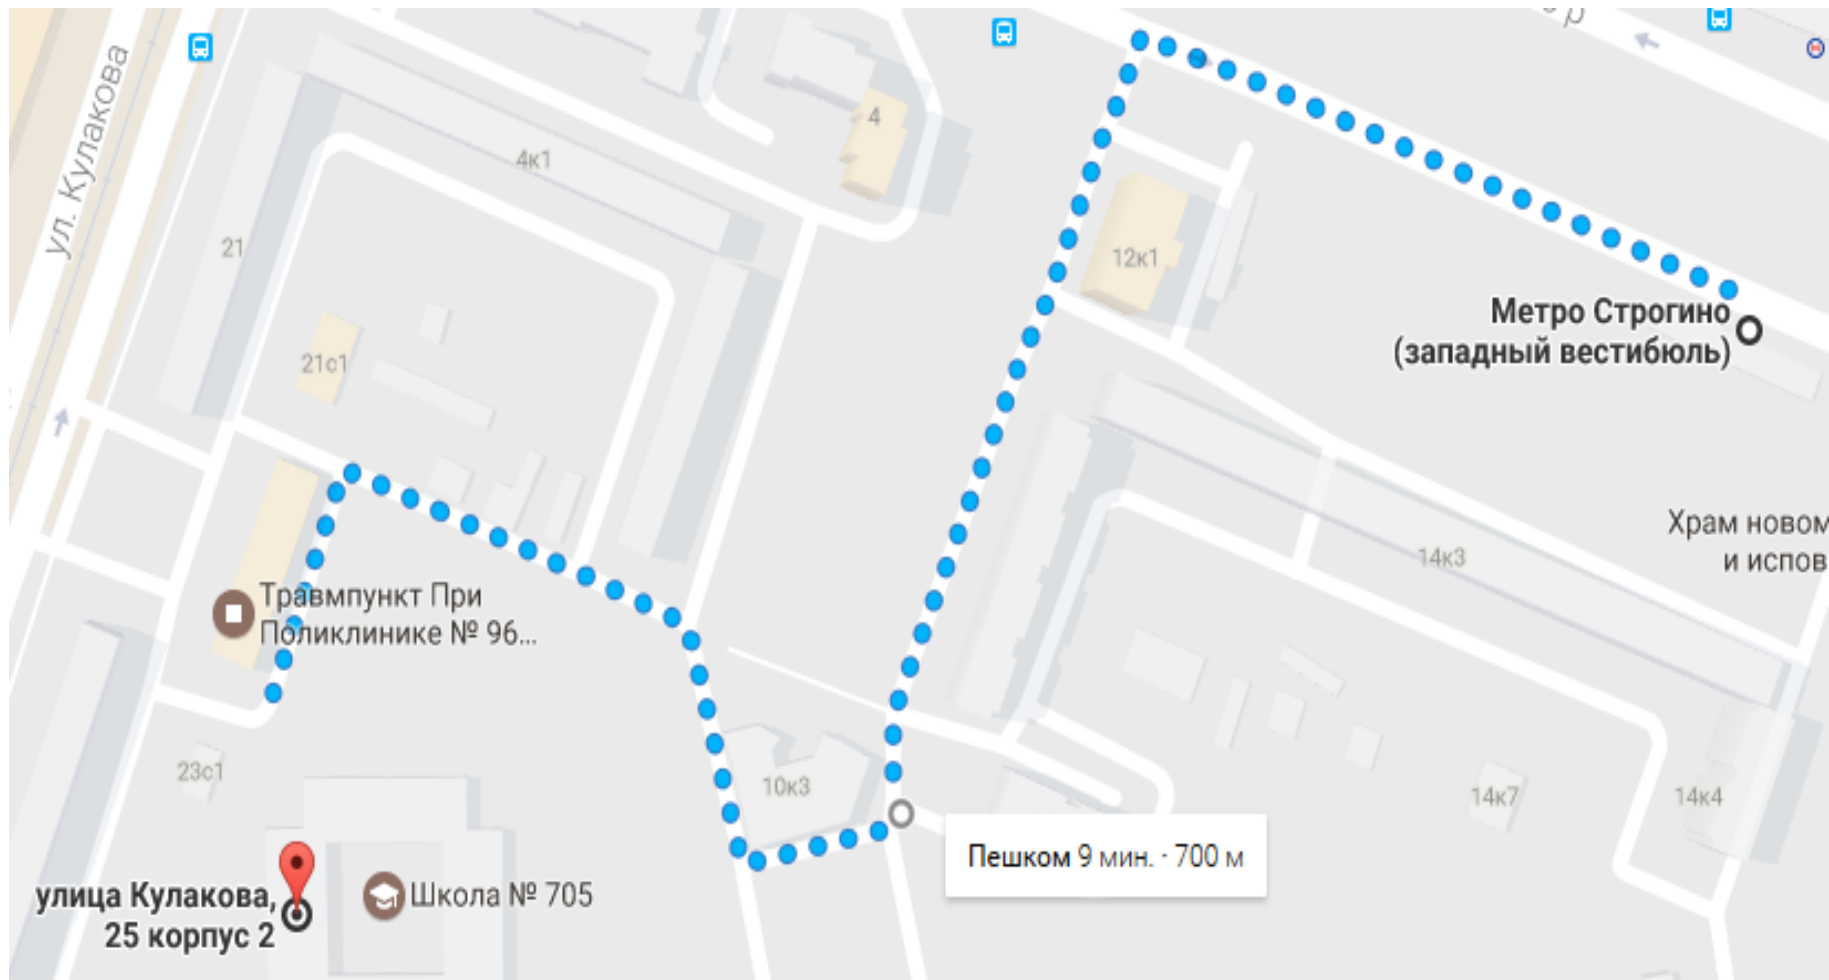 ул. Кулакова
4
4к1
21
12к1
21с1
Метро Строгино
(западный вестибюль)
Храм новом
и испов
14к3
Травмпункт При
Поликлинике № 96...
23с1
10к3
14к7
14к4
Пешком 9 мин. · 700 м
Школа № 705
улица Кулакова,
25 корпус 2